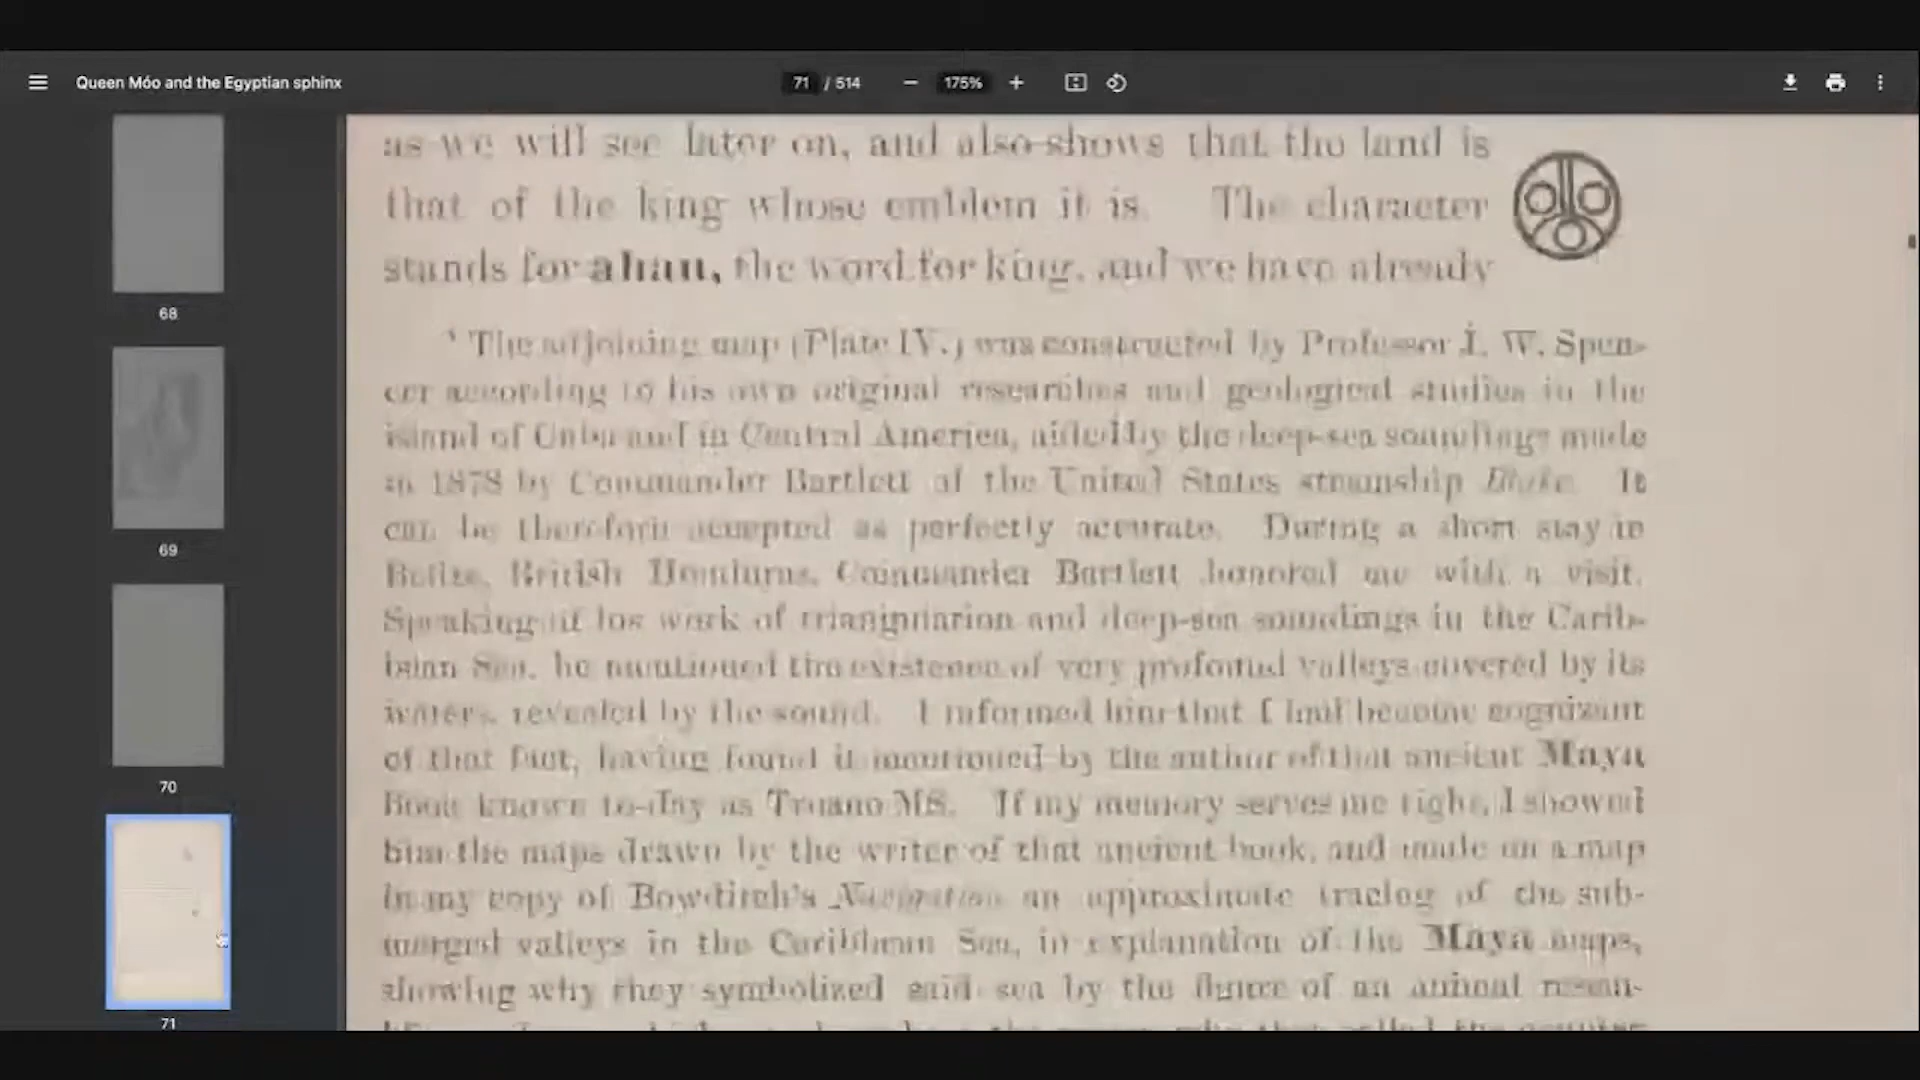 Queen Móo and the Egyptian sphinx
71 / 514
175%
68
69
70
71
as we will see later on, and also shows that the land is
that of the king whose emblem it is. The character
stands for ahau, the word for king, and we have already
The adjoining map (Plate IV.) was constructed by Professor J. W. Spen-
cer according to his own original researches and geological studies in the
island of Cuba and in Central America, aided by the deep-sea soundings made
in 1878 by Commander Bartlett of the United States steamship Blake. It
can be therefore accepted as perfectly accurate. During a short stay in
Belize, British Honduras, Commander Bartlett honored me with a visit.
Speaking of his work of triangulation and deep-sea soundings in the Carib-
bean Sea, he mentioned the existence of very profound valleys covered by its
waters, revealed by the sound. I informed him that I had become cognizant
of that fact, having found it mentioned by the author of that ancient Maya
Book known to-day as Troano MS. If my memory serves me right, I showed
him the maps drawn by the writer of that ancient book, and made on a map
in my copy of Bowditch's Navigation an approximate tracing of the sub-
merged valleys in the Caribbean Sea, in explanation of the Maya maps,
showing why they symbolized said sea by the figure of an animal resem-